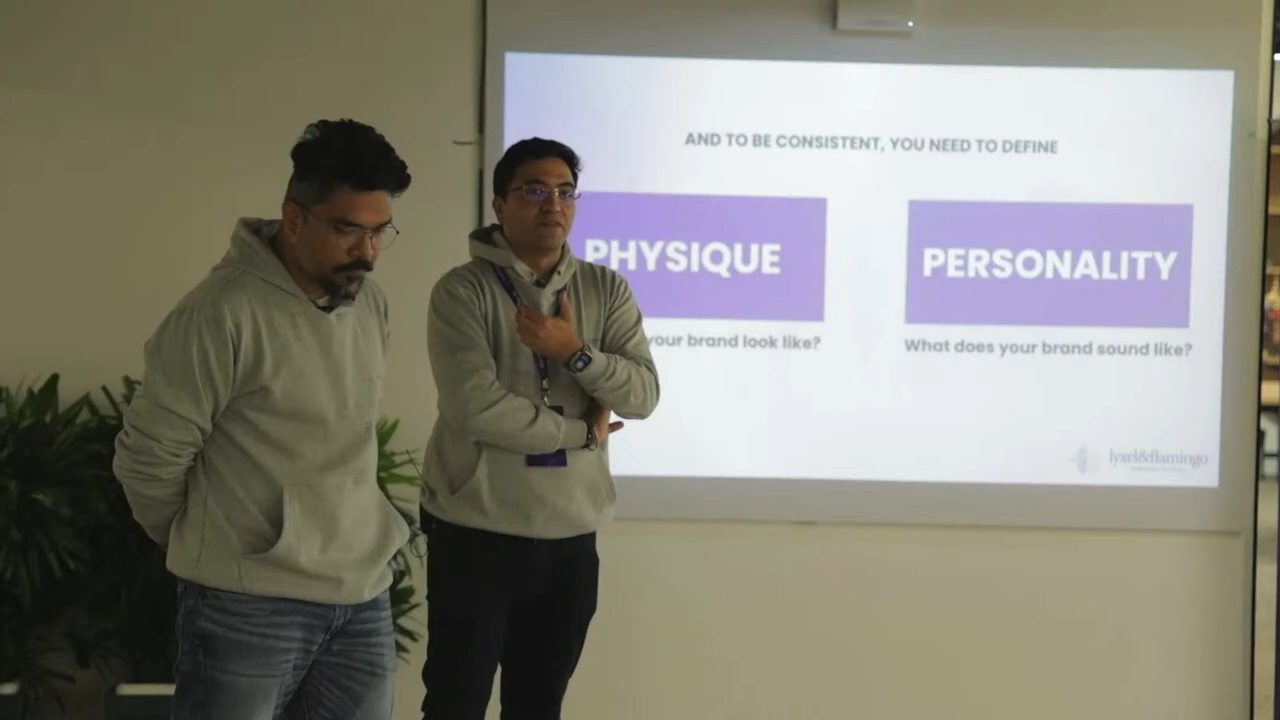 AND TO BE CONSISTENT, YOU NEED TO DEFINE
PHYSIQUE
PERSONALITY
your brand look like?
What does your brand sound like?
lyxel&flamingo